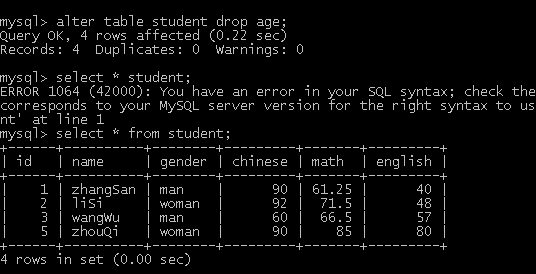 mysql> alter table student drop age;
Query OK, 4 rows affected (0.22 sec)
Records: 4  Duplicates: 0  Warnings: 0
mysql> select * student;
ERROR 1064 (42000): You have an error in your SQL syntax; check the
corresponds to your MySQL server version for the right syntax to us
nt' at line 1
mysql> select * from student;
+------+----------+--------+---------+-------+---------+
| id   | name     | gender | chinese | math  | english |
+------+----------+--------+---------+-------+---------+
|    1 | zhangSan | man    |      90 | 61.25 |      40 |
|    2 | liSi     | woman  |      92 |  71.5 |      48 |
|    3 | wangWu   | man    |      60 |  66.5 |      57 |
|    5 | zhouQi   | woman  |      90 |    85 |      80 |
+------+----------+--------+---------+-------+---------+
4 rows in set (0.00 sec)